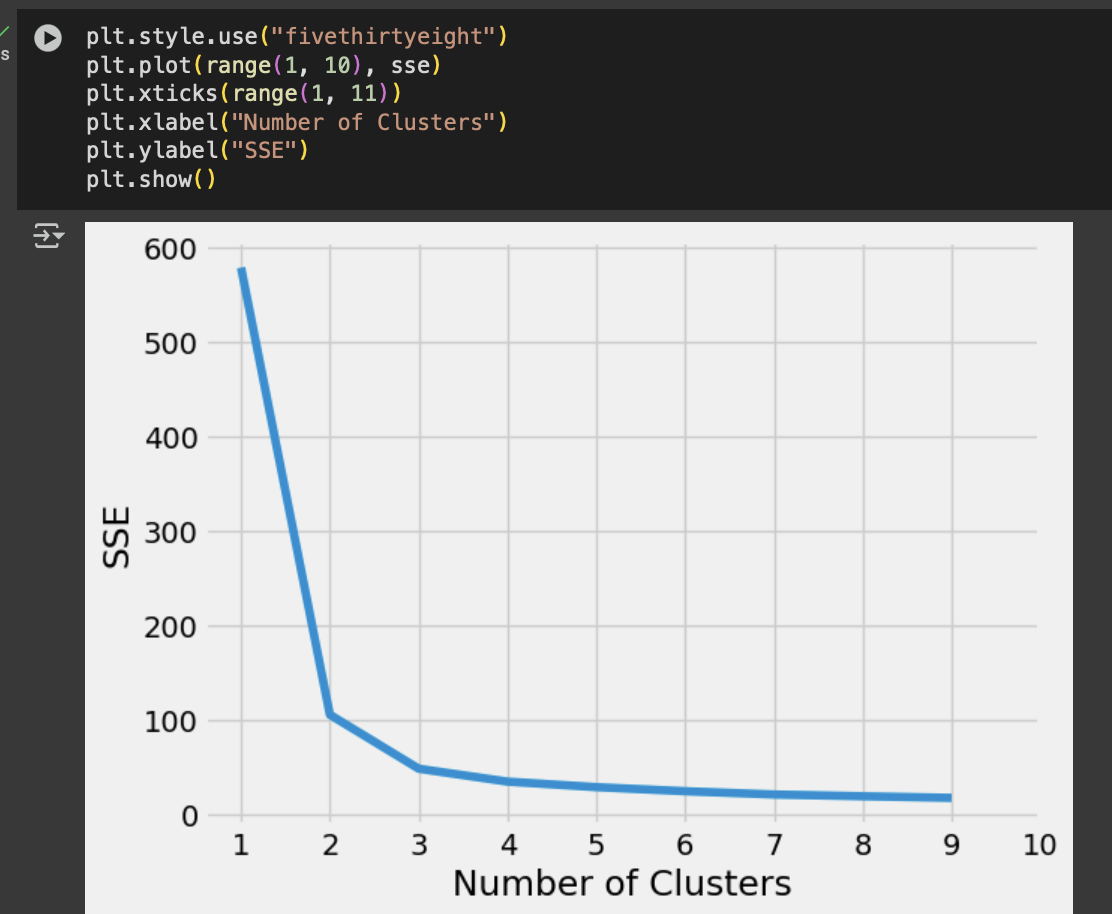 s
plt.style.use("fivethirtyeight")
plt.plot(range(1, 10), sse)
plt.xticks(range(1, 11))
plt.xlabel("Number of Clusters")
plt.ylabel("SSE")
plt.show()
600
500
400
300
200
100
0
SSE
1 2 3 4 5 6 7 8 9 10
Number of Clusters